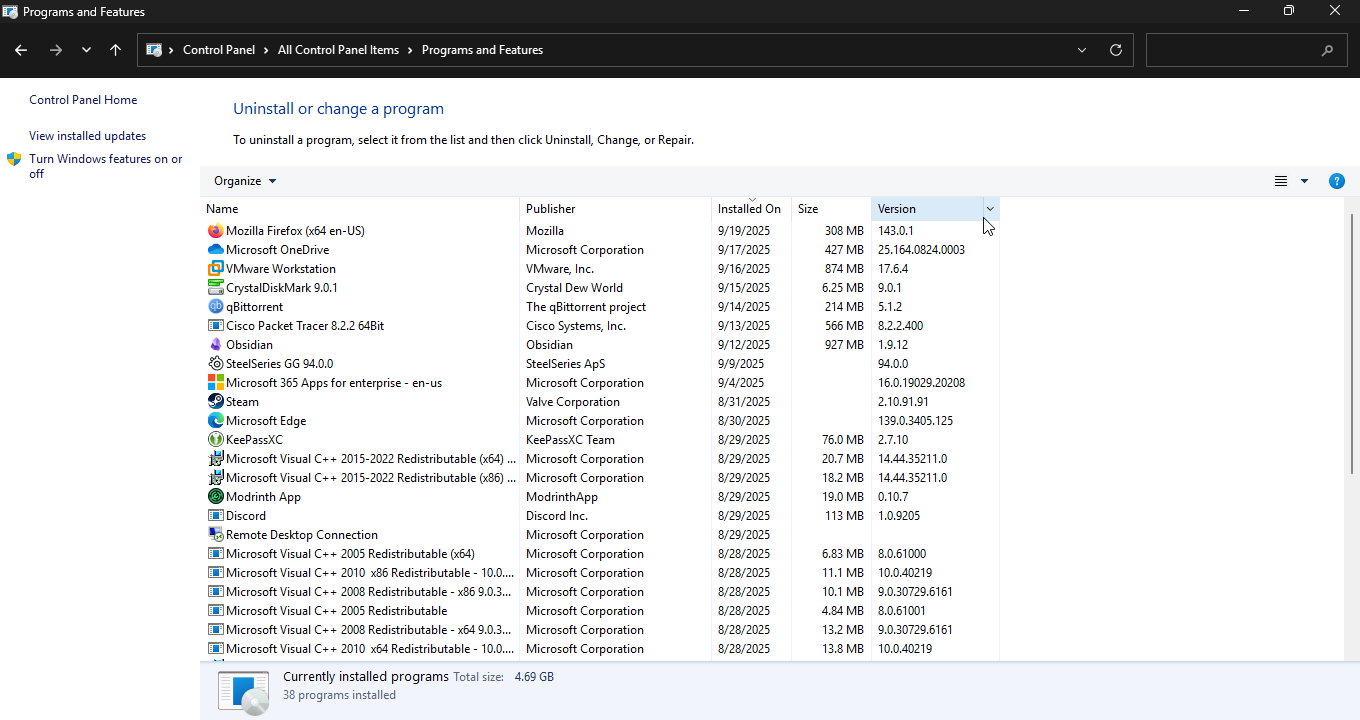 Programs and Features
Control Panel > All Control Panel Items > Programs and Features
Control Panel Home
View installed updates
Turn Windows features on or
off
Uninstall or change a program
To uninstall a program, select it from the list and then click Uninstall, Change, or Repair.
Organize
Name Publisher Installed On Size Version
Mozilla Firefox (x64 en-US) Mozilla 9/19/2025 308 MB 143.0.1
Microsoft OneDrive Microsoft Corporation 9/17/2025 427 MB 25.164.0824.0003
VMware Workstation VMware, Inc. 9/16/2025 874 MB 17.6.4
CrystalDiskMark 9.0.1 Crystal Dew World 9/15/2025 6.25 MB 9.0.1
qBittorrent The qBittorrent project 9/14/2025 214 MB 5.1.2
Cisco Packet Tracer 8.2.2 64Bit Cisco Systems, Inc. 9/13/2025 566 MB 8.2.2.400
Obsidian Obsidian 9/12/2025 927 MB 1.9.12
SteelSeries GG 94.0.0 SteelSeries ApS 9/9/2025 94.0.0
Microsoft 365 Apps for enterprise - en-us Microsoft Corporation 9/4/2025 16.0.19029.20208
Steam Valve Corporation 8/31/2025 2.10.91.91
Microsoft Edge Microsoft Corporation 8/30/2025 139.0.3405.125
KeePassXC KeePassXC Team 8/29/2025 76.0 MB 2.7.10
Microsoft Visual C++ 2015-2022 Redistributable (x64) ... Microsoft Corporation 8/29/2025 20.7 MB 14.44.35211.0
Microsoft Visual C++ 2015-2022 Redistributable (x86) ... Microsoft Corporation 8/29/2025 18.2 MB 14.44.35211.0
Modrinth App ModrinthApp 8/29/2025 19.0 MB 0.10.7
Discord Discord Inc. 8/29/2025 113 MB 1.0.9205
Remote Desktop Connection Microsoft Corporation 8/29/2025
Microsoft Visual C++ 2005 Redistributable (x64) Microsoft Corporation 8/28/2025 6.83 MB 8.0.61000
Microsoft Visual C++ 2010 x86 Redistributable - 10.0.... Microsoft Corporation 8/28/2025 11.1 MB 10.0.40219
Microsoft Visual C++ 2008 Redistributable - x86 9.0.3... Microsoft Corporation 8/28/2025 10.1 MB 9.0.30729.6161
Microsoft Visual C++ 2005 Redistributable Microsoft Corporation 8/28/2025 4.84 MB 8.0.61001
Microsoft Visual C++ 2008 Redistributable - x64 9.0.3... Microsoft Corporation 8/28/2025 13.2 MB 9.0.30729.6161
Microsoft Visual C++ 2010 x64 Redistributable - 10.0.... Microsoft Corporation 8/28/2025 13.8 MB 10.0.40219
Currently installed programs Total size: 4.69 GB
38 programs installed